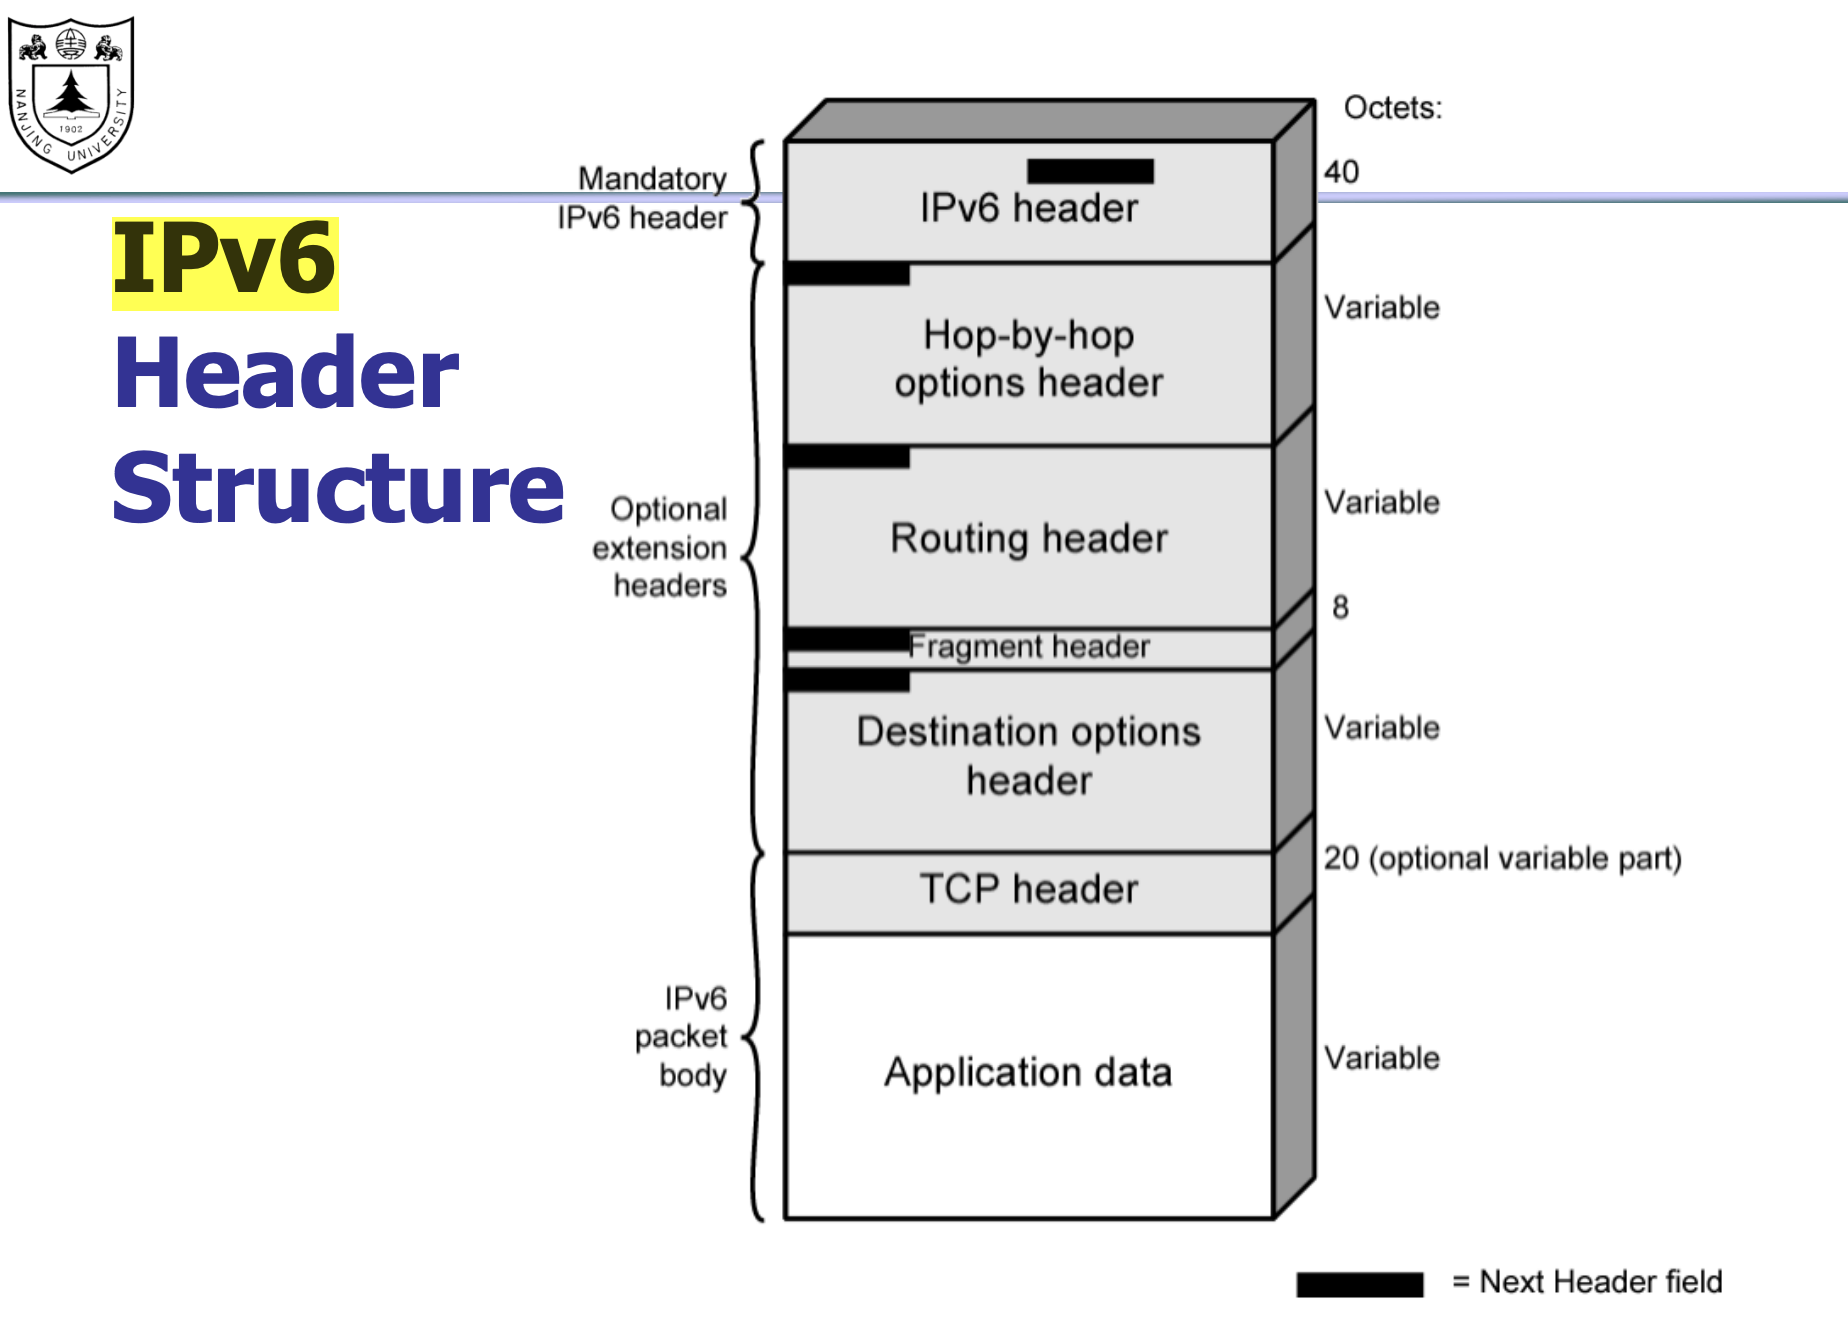 NANJING UNIVERSITY
1902
IPv6
Header
Structure
Octets:
Mandatory
IPv6 header
IPv6 header
40
Hop-by-hop
options header
Variable
Optional
extension
headers
Routing header
Variable
8
Fragment header
Destination options
header
Variable
TCP header
20 (optional variable part)
IPv6
packet
body
Application data
Variable
= Next Header field